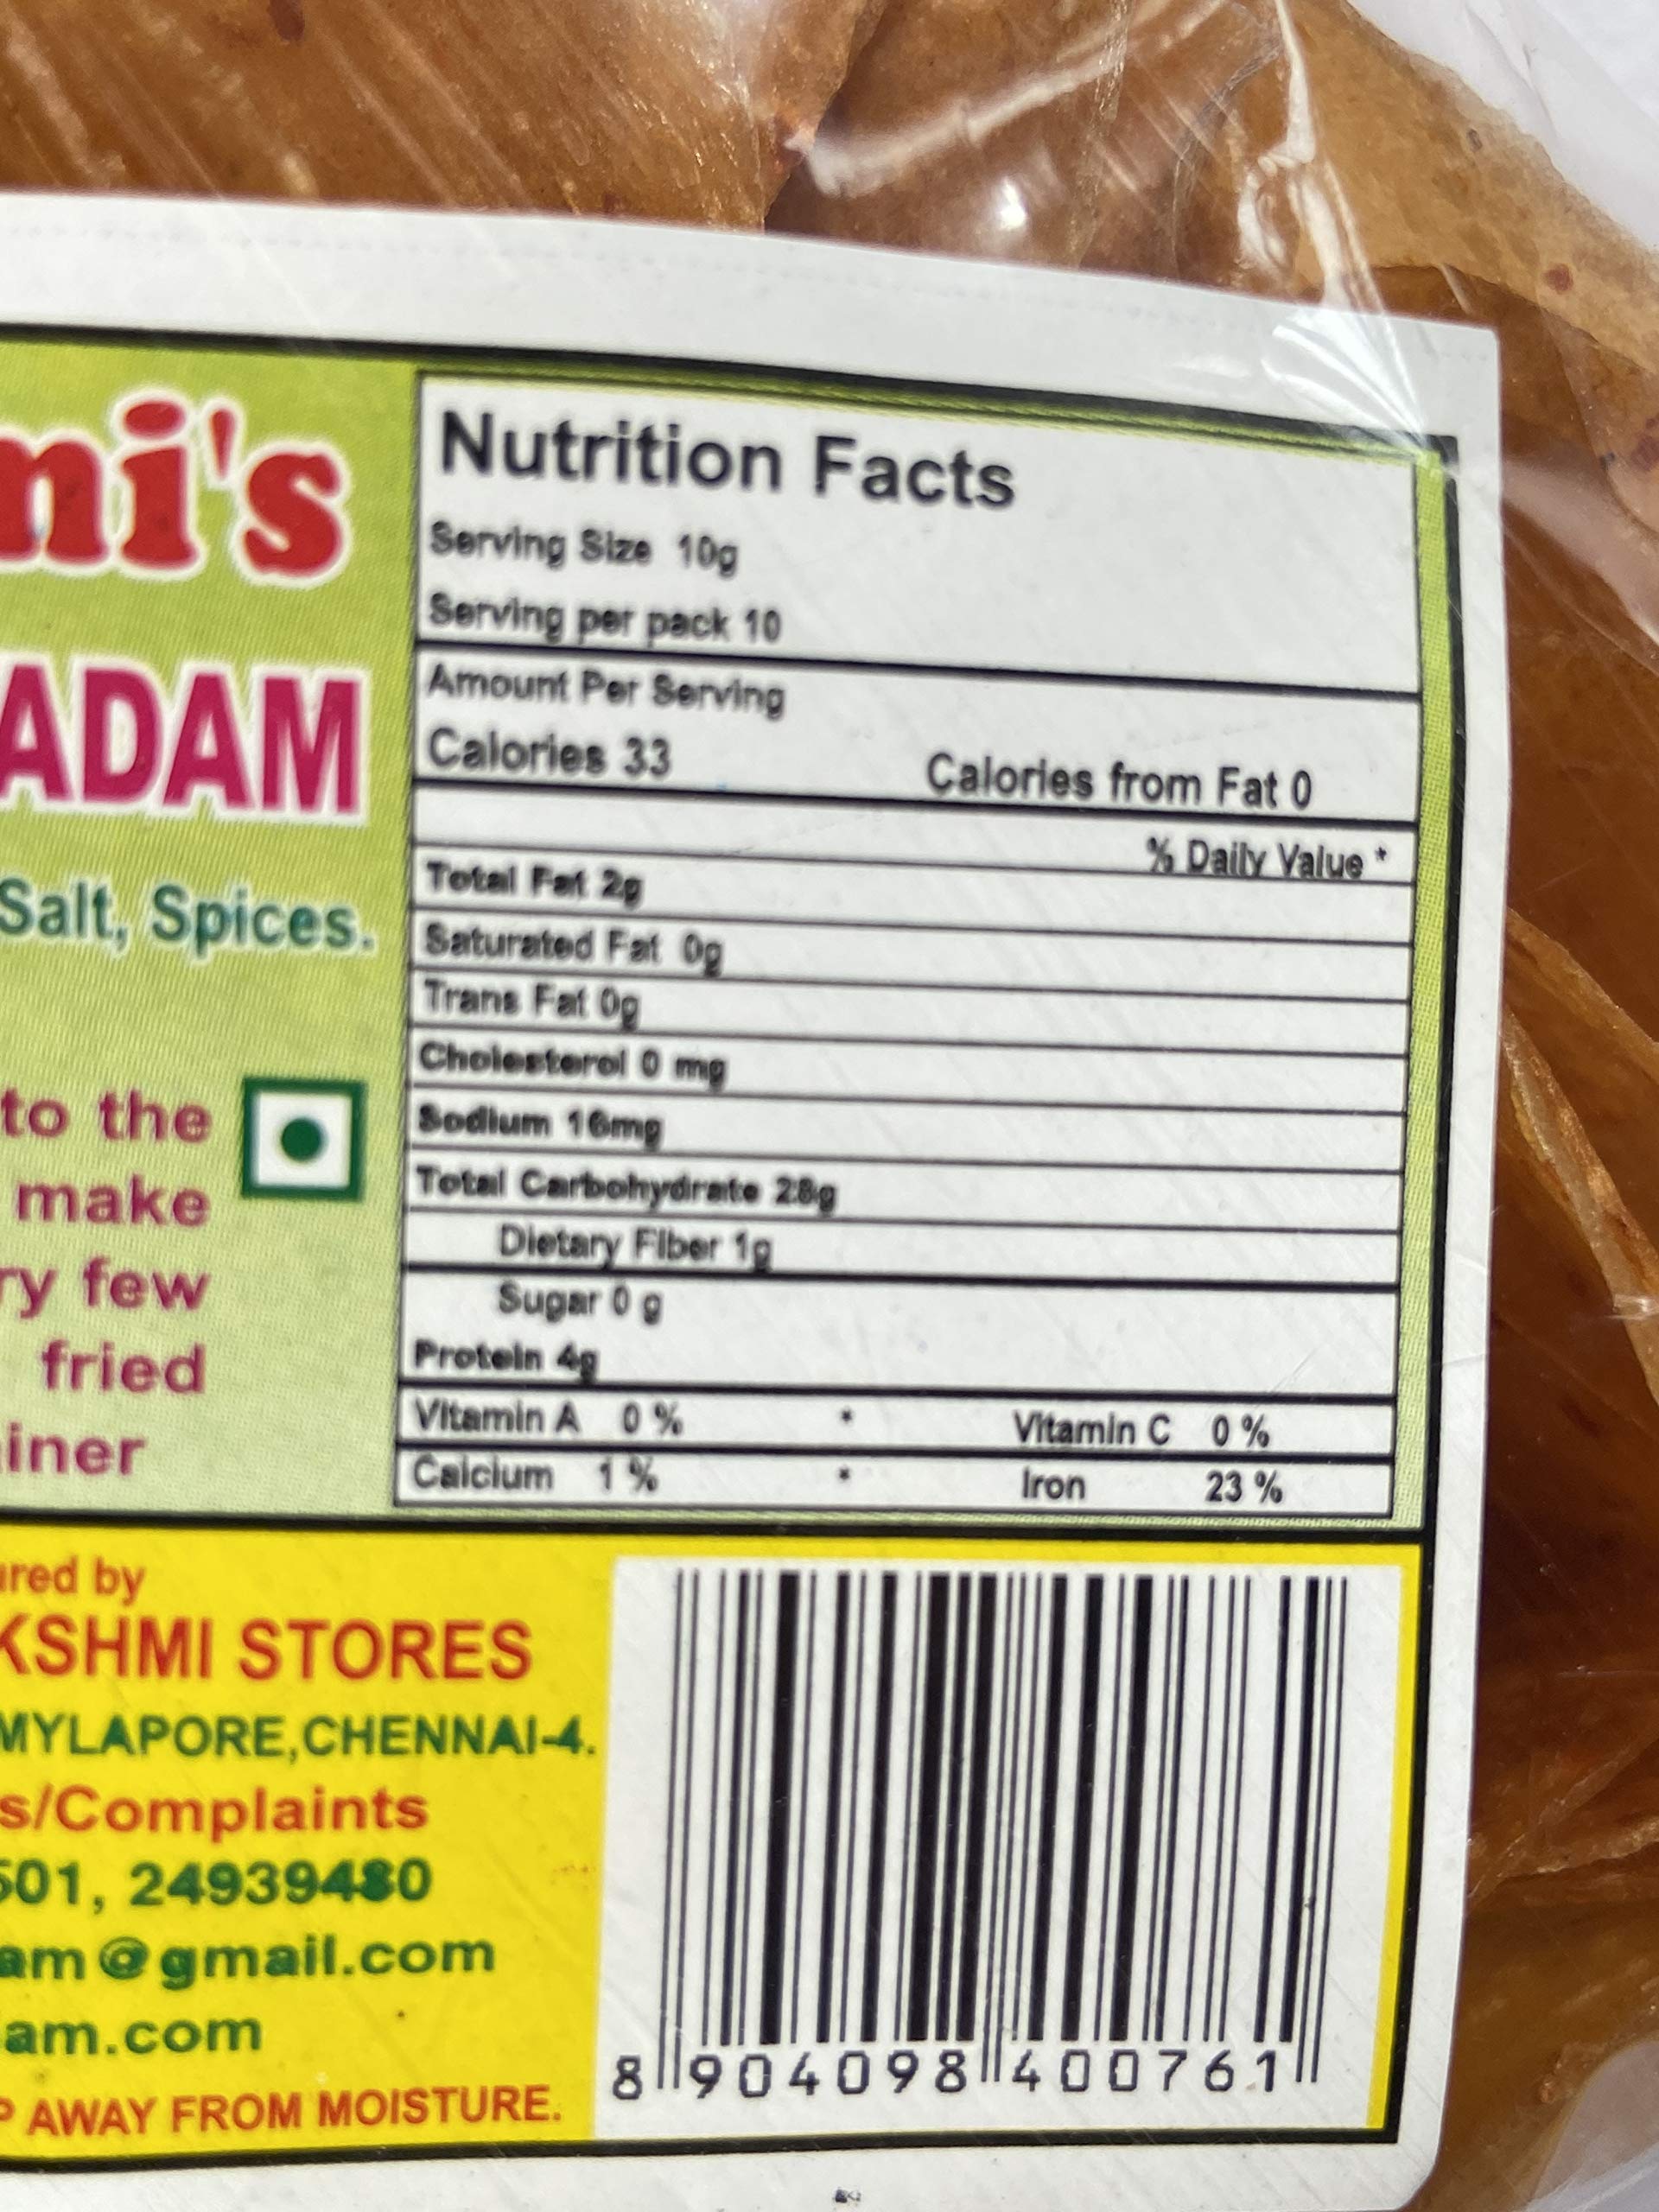 mi's
ADAM
Salt, Spices.
to the
make
ry few
fried
iner
Nutrition Facts
Serving Size 10g
Serving per pack 10
Amount Per Serving
Calories 33 Calories from Fat 0
% Daily Value *
Total Fat 2g
Saturated Fat 0g
Trans Fat 0g
Cholesterol 0 mg
Sodium 16mg
Total Carbohydrate 28g
Dietary Fiber 1g
Sugar 0 g
Protein 4g
Vitamin A 0 % * Vitamin C 0 %
Calcium 1 % * Iron 23 %
ured by
KSHMI STORES
MYLAPORE,CHENNAI-4.
s/Complaints
501, 24939480
am@gmail.com
am.com
P AWAY FROM MOISTURE.
8 904098 400761